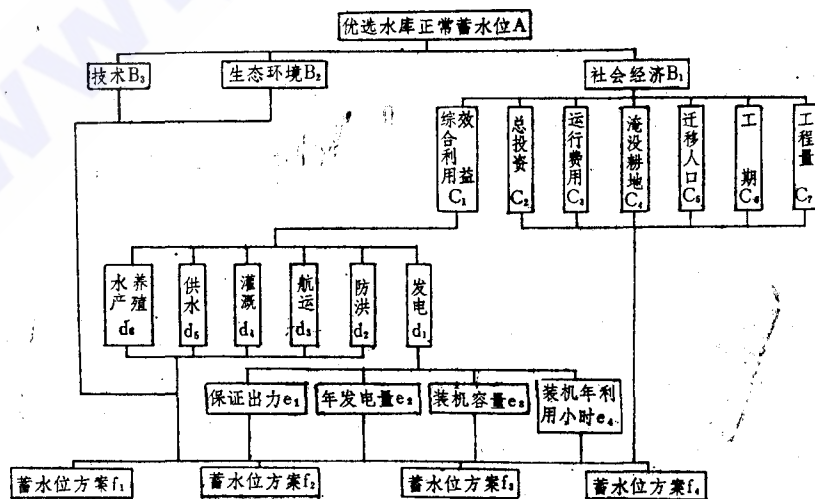 优选水库正常蓄水位A
技术B₃
生态环境B₂
社会经济B₁
综合利用效益C₁
总投资C₂
运行费用C₃
淹没耕地C₄
迁移人口C₅
工期C₆
工程量C₇
水产养殖d₆
供水d₅
灌溉d₄
航运d₃
防洪d₂
发电d₁
保证出力e₁
年发电量e₂
装机容量e₃
装机年利
用小时e₄
蓄水位方案f₁
蓄水位方案f₂
蓄水位方案f₃
蓄水位方案f₄